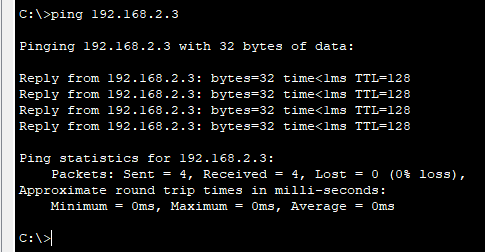 C:\>ping 192.168.2.3
Pinging 192.168.2.3 with 32 bytes of data:
Reply from 192.168.2.3: bytes=32 time<1ms TTL=128
Reply from 192.168.2.3: bytes=32 time<1ms TTL=128
Reply from 192.168.2.3: bytes=32 time<1ms TTL=128
Reply from 192.168.2.3: bytes=32 time<1ms TTL=128
Ping statistics for 192.168.2.3:
    Packets: Sent = 4, Received = 4, Lost = 0 (0% loss),
Approximate round trip times in milli-seconds:
    Minimum = 0ms, Maximum = 0ms, Average = 0ms
C:\>